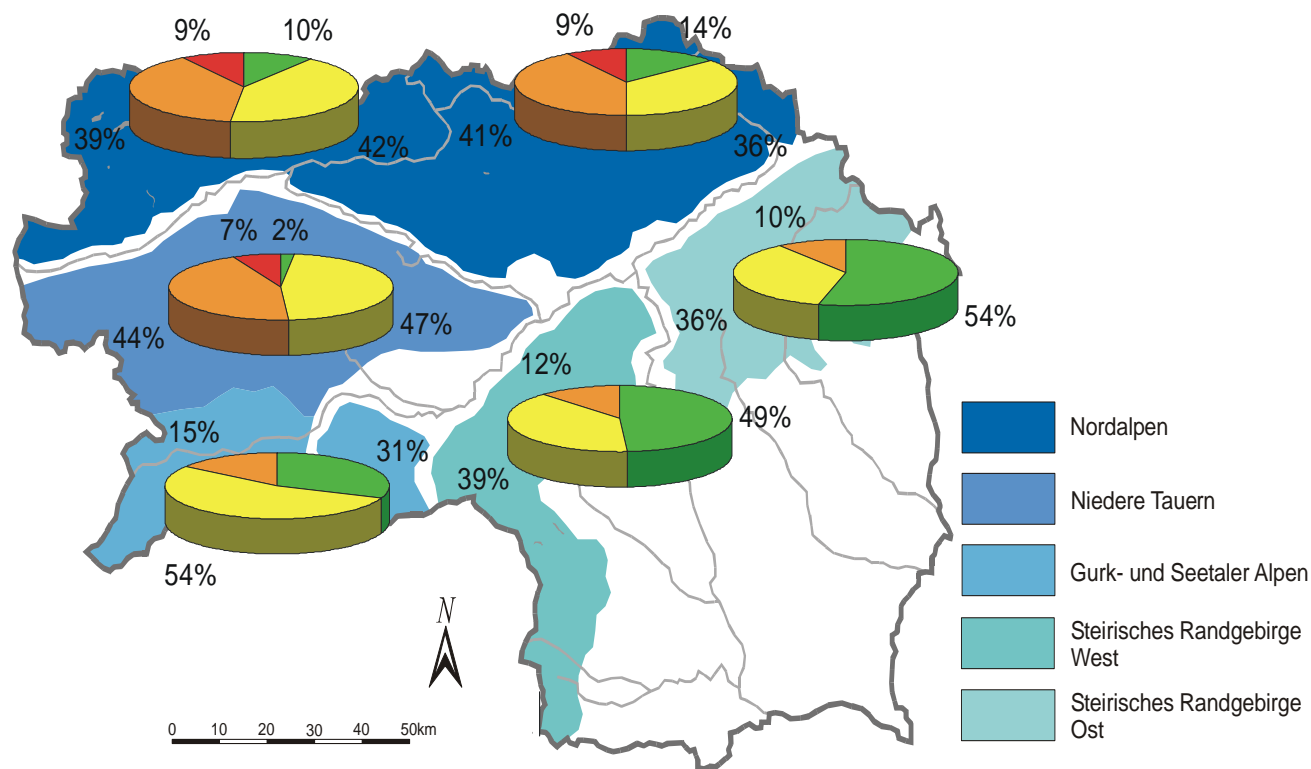 9%
10%
39%
42%
9%
14%
41%
36%
7%
2%
44%
47%
10%
36%
54%
12%
49%
39%
15%
31%
54%
Nordalpen
Niedere Tauern
Gurk- und Seetaler Alpen
Steirisches Randgebirge
West
Steirisches Randgebirge
Ost
N
0 10 20 30 40 50km